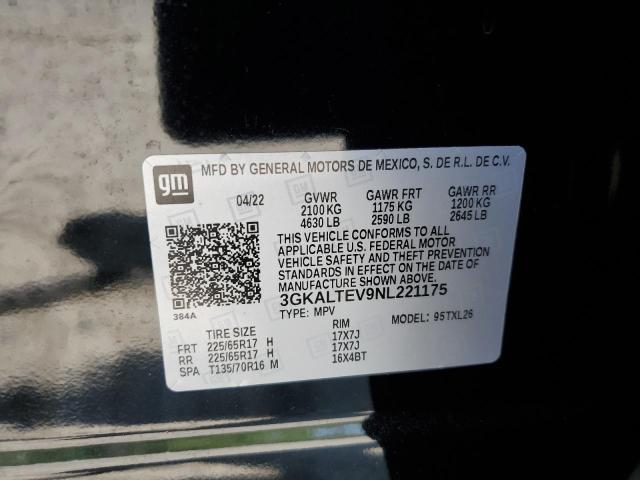 gm
MFD BY GENERAL MOTORS DE MEXICO, S. DE R.L. DE C.V.
04/22 GVWR GAWR FRT GAWR RR
2100 KG 1175 KG 1200 KG
4630 LB 2590 LB 2645 LB
THIS VEHICLE CONFORMS TO ALL
APPLICABLE U.S. FEDERAL MOTOR
VEHICLE SAFETY AND THEFT PREVENTION
STANDARDS IN EFFECT ON THE DATE OF
MANUFACTURE SHOWN ABOVE.
384A
3GKALTEV9NL221175
TYPE: MPV MODEL: 95TXL26
TIRE SIZE RIM
FRT 225/65R17 H 17X7J
RR 225/65R17 H 17X7J
SPA T135/70R16 M 16X4BT